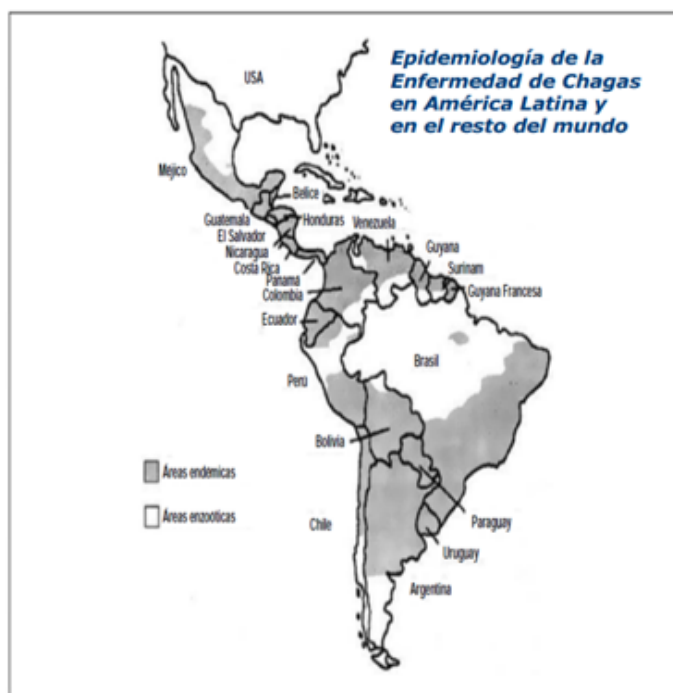 Epidemiología de la
Enfermedad de Chagas
en América Latina y
en el resto del mundo
USA
Méjico
Belice
Guatemala
Honduras
Venezuela
El Salvador
Nicaragua
Costa Rica
Panamá
Colombia
Guyana
Surinam
Guyana Francesa
Ecuador
Brasil
Perú
Bolivia
Áreas endémicas
Áreas enzoóticas
Chile
Paraguay
Uruguay
Argentina